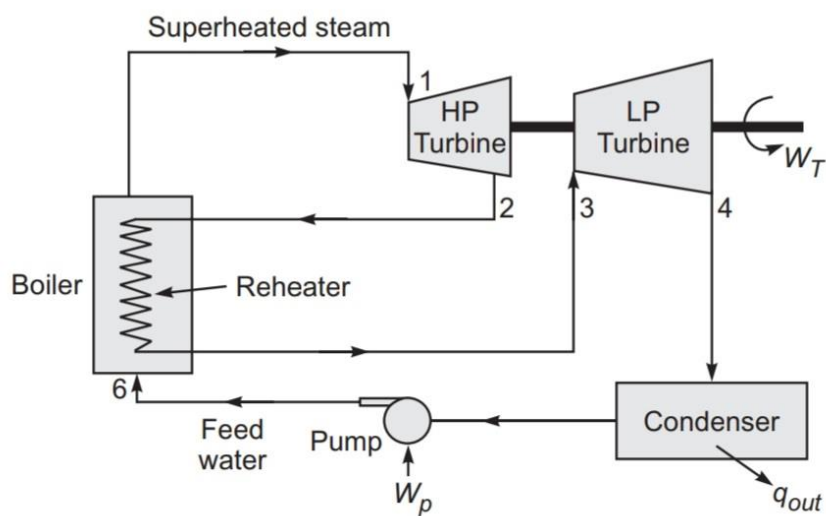 Superheated steam
1
HP
Turbine
LP
Turbine
W_T
2
3
4
Boiler
Reheater
6
Feed
water
Pump
W_p
Condenser
q_out